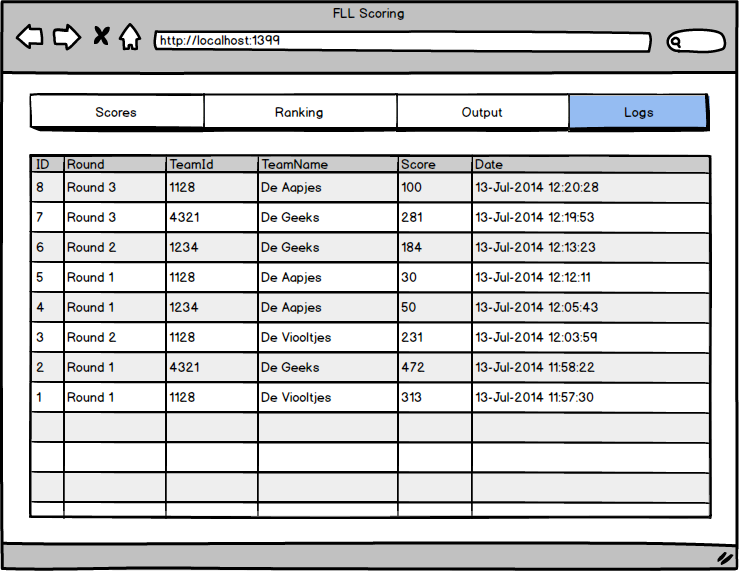 FLL Scoring
http://localhost:1399
Scores Ranking Output Logs
ID Round TeamId TeamName Score Date
8 Round 3 1128 De Aapjes 100 13-Jul-2014 12:20:28
7 Round 3 4321 De Geeks 281 13-Jul-2014 12:19:53
6 Round 2 1234 De Geeks 184 13-Jul-2014 12:13:23
5 Round 1 1128 De Aapjes 30 13-Jul-2014 12:12:11
4 Round 1 1234 De Aapjes 50 13-Jul-2014 12:05:43
3 Round 2 1128 De Viooltjes 231 13-Jul-2014 12:03:59
2 Round 1 4321 De Geeks 472 13-Jul-2014 11:58:22
1 Round 1 1128 De Viooltjes 313 13-Jul-2014 11:57:30